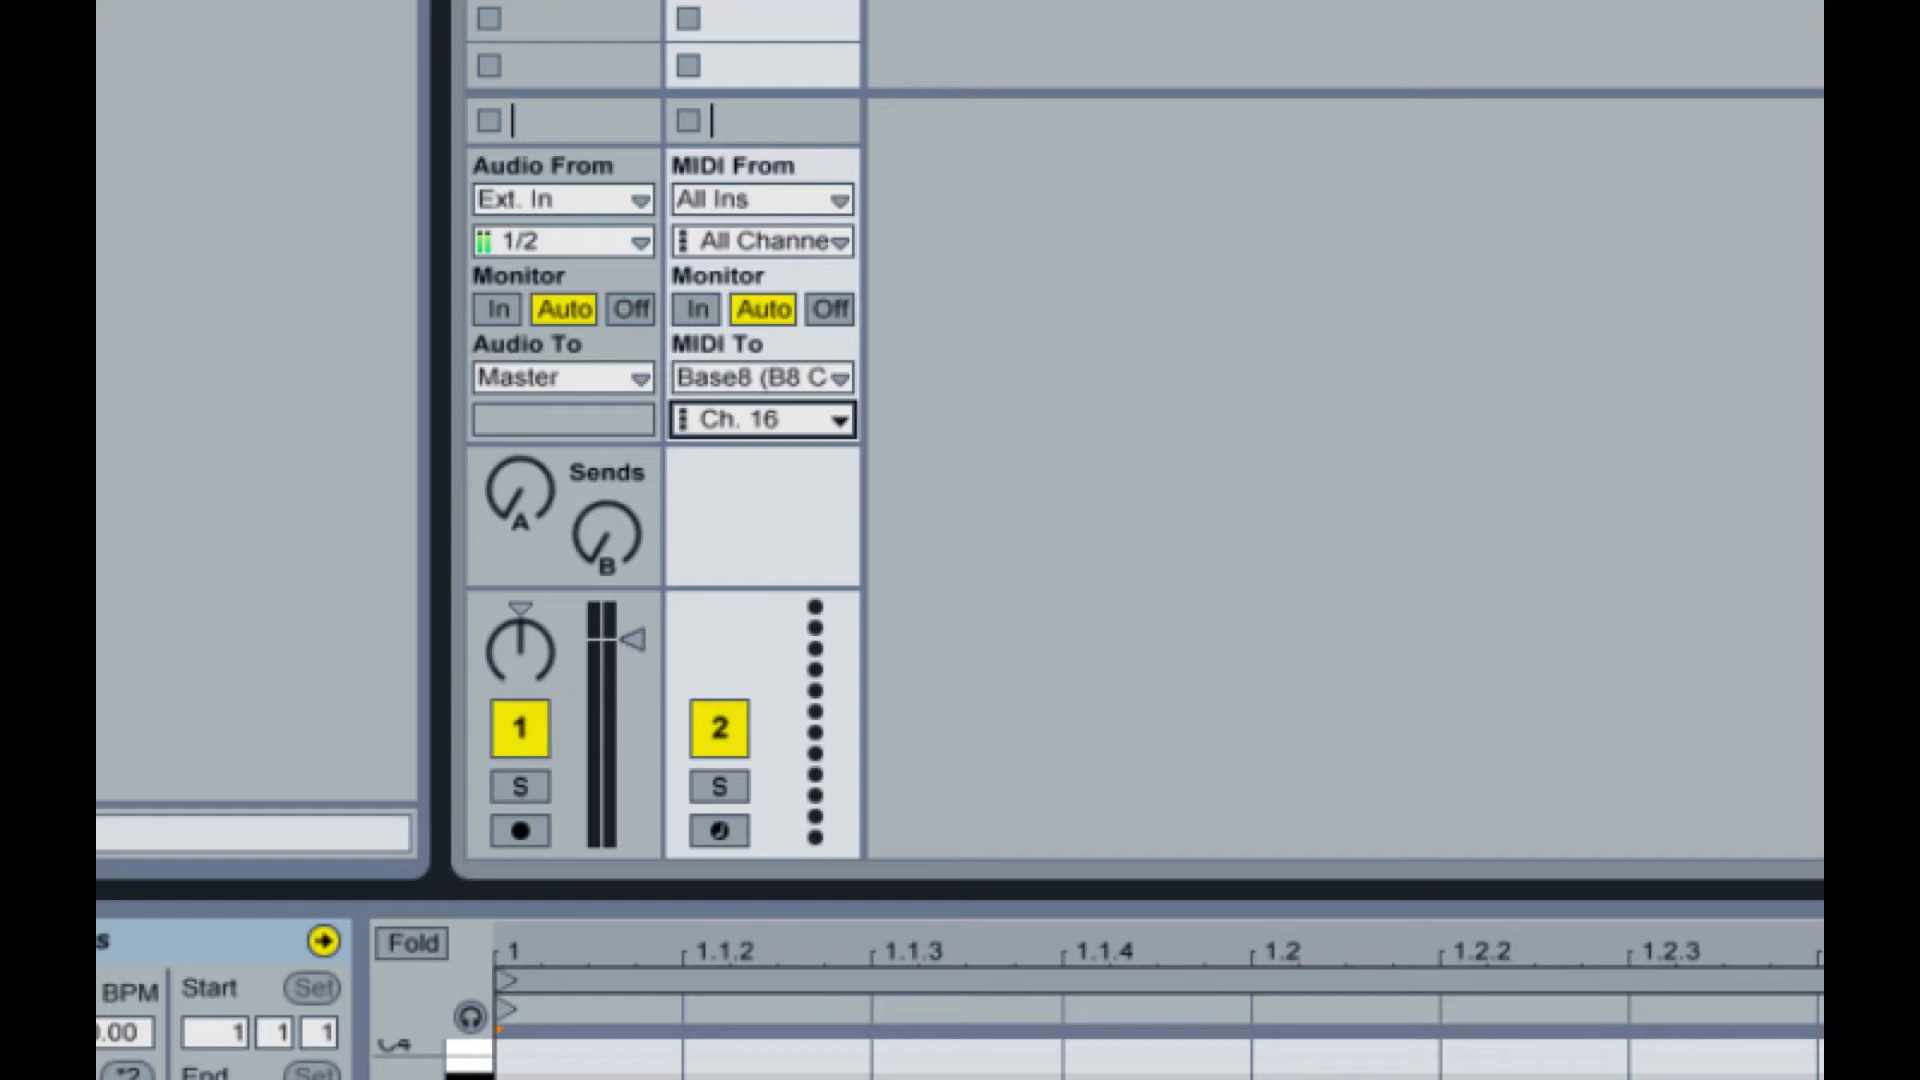 Audio From
MIDI From
Ext. In
All Ins
1/2
All Channe
Monitor
Monitor
In Auto Off
In Auto Off
Audio To
MIDI To
Master
Base8 (B8 C
Ch. 16
Sends
A
B
1
2
S
S
s
Fold
1 1.1.2 1.1.3 1.1.4 1.2 1.2.2 1.2.3
BPM
Start
Set
.00
1 1 1
C4
*2
End
Set